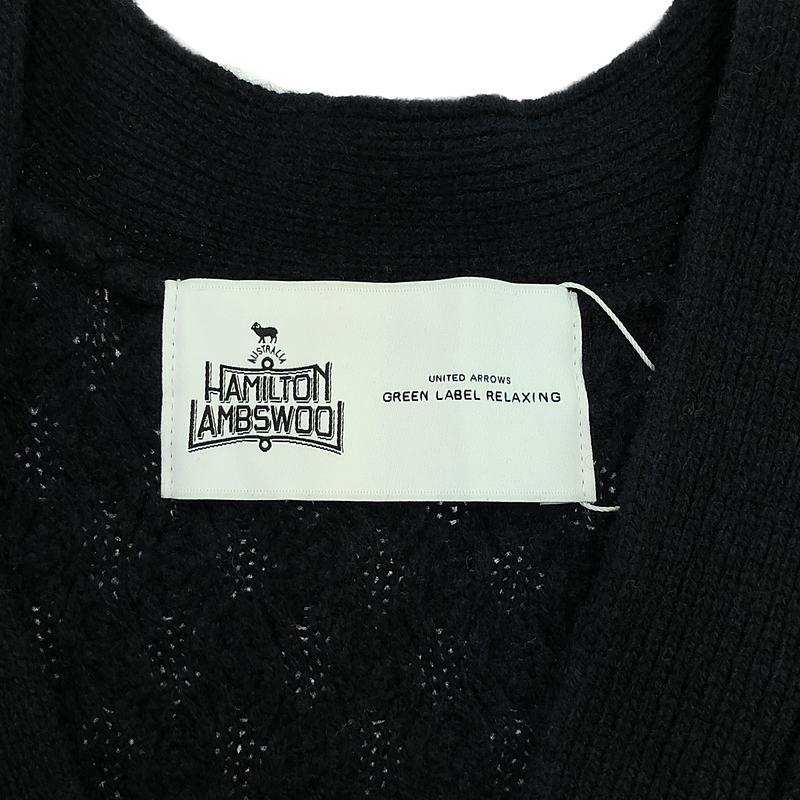 AUSTRALIA
HAMILTON
LAMBSWOOL
UNITED ARROWS
GREEN LABEL RELAXING